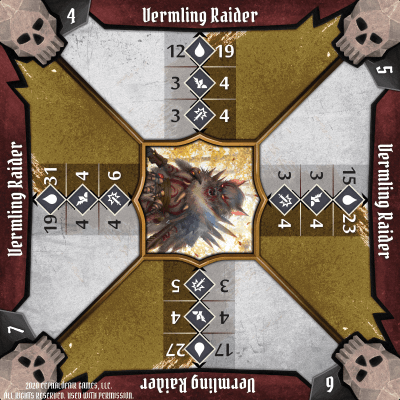 4
Vermling Raider
12 19
3 4
3 4
5
Vermling Raider
15 23
3 4
3 4
6
Vermling Raider
17 27
4 4
3 5
7
Vermling Raider
19 31
4 4
4 6
2020 CEPHALOFAIR GAMES, LLC.
ALL RIGHTS RESERVED. USED WITH PERMISSION.